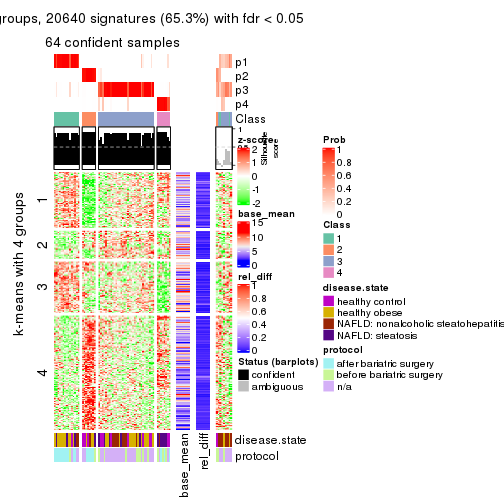 groups, 20640 signatures (65.3%) with fdr < 0.05
64 confident samples
p1
p2
p3
p4
Class
1
Silhouette
score
z-score
2
1
0
-1
-2
base_mean
15
10
5
0
rel_diff
1
0.8
0.6
0.4
0.2
0
Status (barplots)
confident
ambiguous
Prob
1
0.8
0.6
0.4
0.2
0
Class
1
2
3
4
disease.state
healthy control
healthy obese
NAFLD: nonalcoholic steatohepatitis
NAFLD: steatosis
protocol
after bariatric surgery
before bariatric surgery
n/a
k-means with 4 groups
1
2
3
4
disease.state
protocol
base_mean
rel_diff